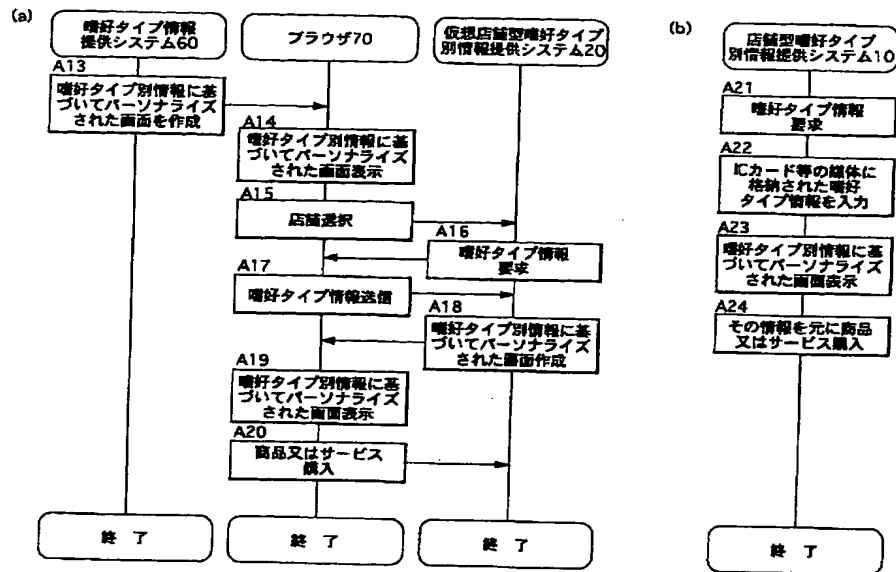 (a)
嗜好タイプ情報
提供システム60
ブラウザ70
仮想店舗型嗜好タイプ
別情報提供システム20
A13
嗜好タイプ別情報に基
づいてパーソナライズ
された画面を作成
A14
嗜好タイプ別情報に基
づいてパーソナライズ
された画面表示
A15
店舗選択
A16
嗜好タイプ情報
要求
A17
嗜好タイプ情報送信
A18
嗜好タイプ別情報に基
づいてパーソナライズ
された画面作成
A19
嗜好タイプ別情報に基
づいてパーソナライズ
された画面表示
A20
商品又はサービス
購入
終了
終了
終了
(b)
店舗型嗜好タイプ
別情報提供システム10
A21
嗜好タイプ情報
要求
A22
ICカード等の媒体に
格納された嗜好
タイプ情報を入力
A23
嗜好タイプ別情報に基
づいてパーソナライズ
された画面表示
A24
その情報を元に商品
又はサービス購入
終了